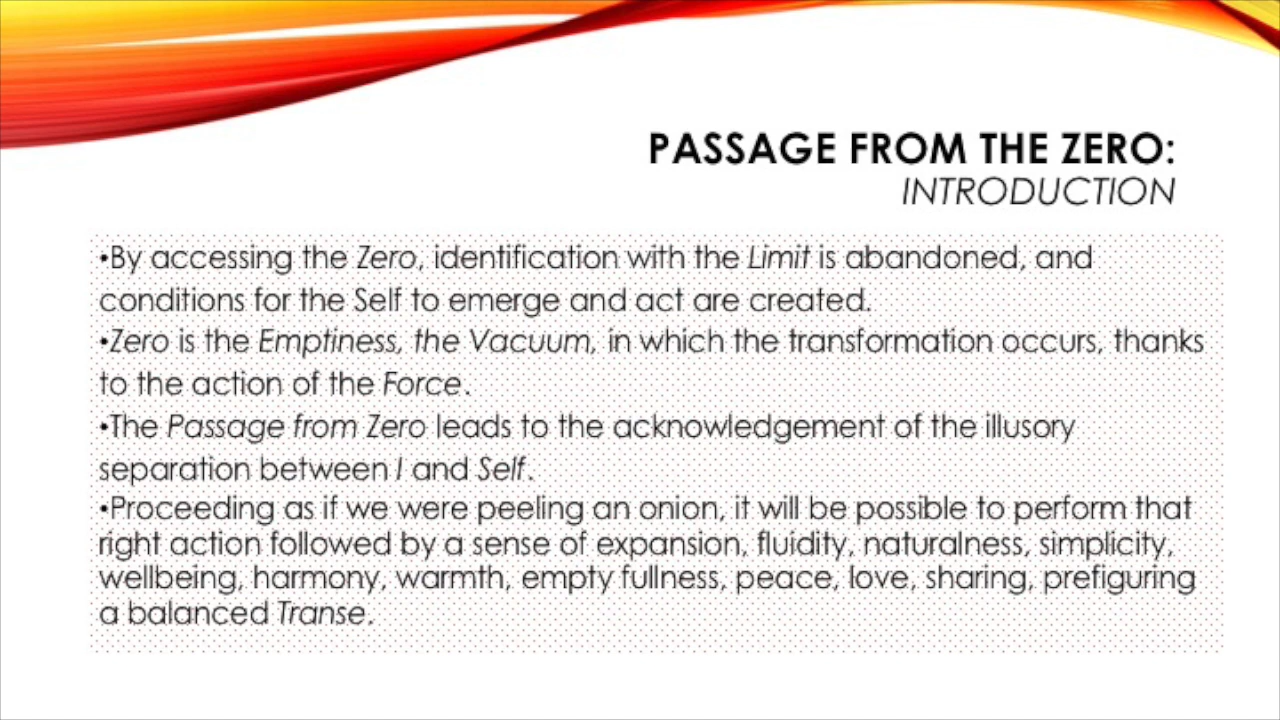 PASSAGE FROM THE ZERO:
INTRODUCTION
•By accessing the Zero, identification with the Limit is abandoned, and
conditions for the Self to emerge and act are created.
•Zero is the Emptiness, the Vacuum, in which the transformation occurs, thanks
to the action of the Force.
•The Passage from Zero leads to the acknowledgement of the illusory
separation between I and Self.
•Proceeding as if we were peeling an onion, it will be possible to perform that
right action followed by a sense of expansion, fluidity, naturalness, simplicity,
wellbeing, harmony, warmth, empty fullness, peace, love, sharing, prefiguring
a balanced Transe.